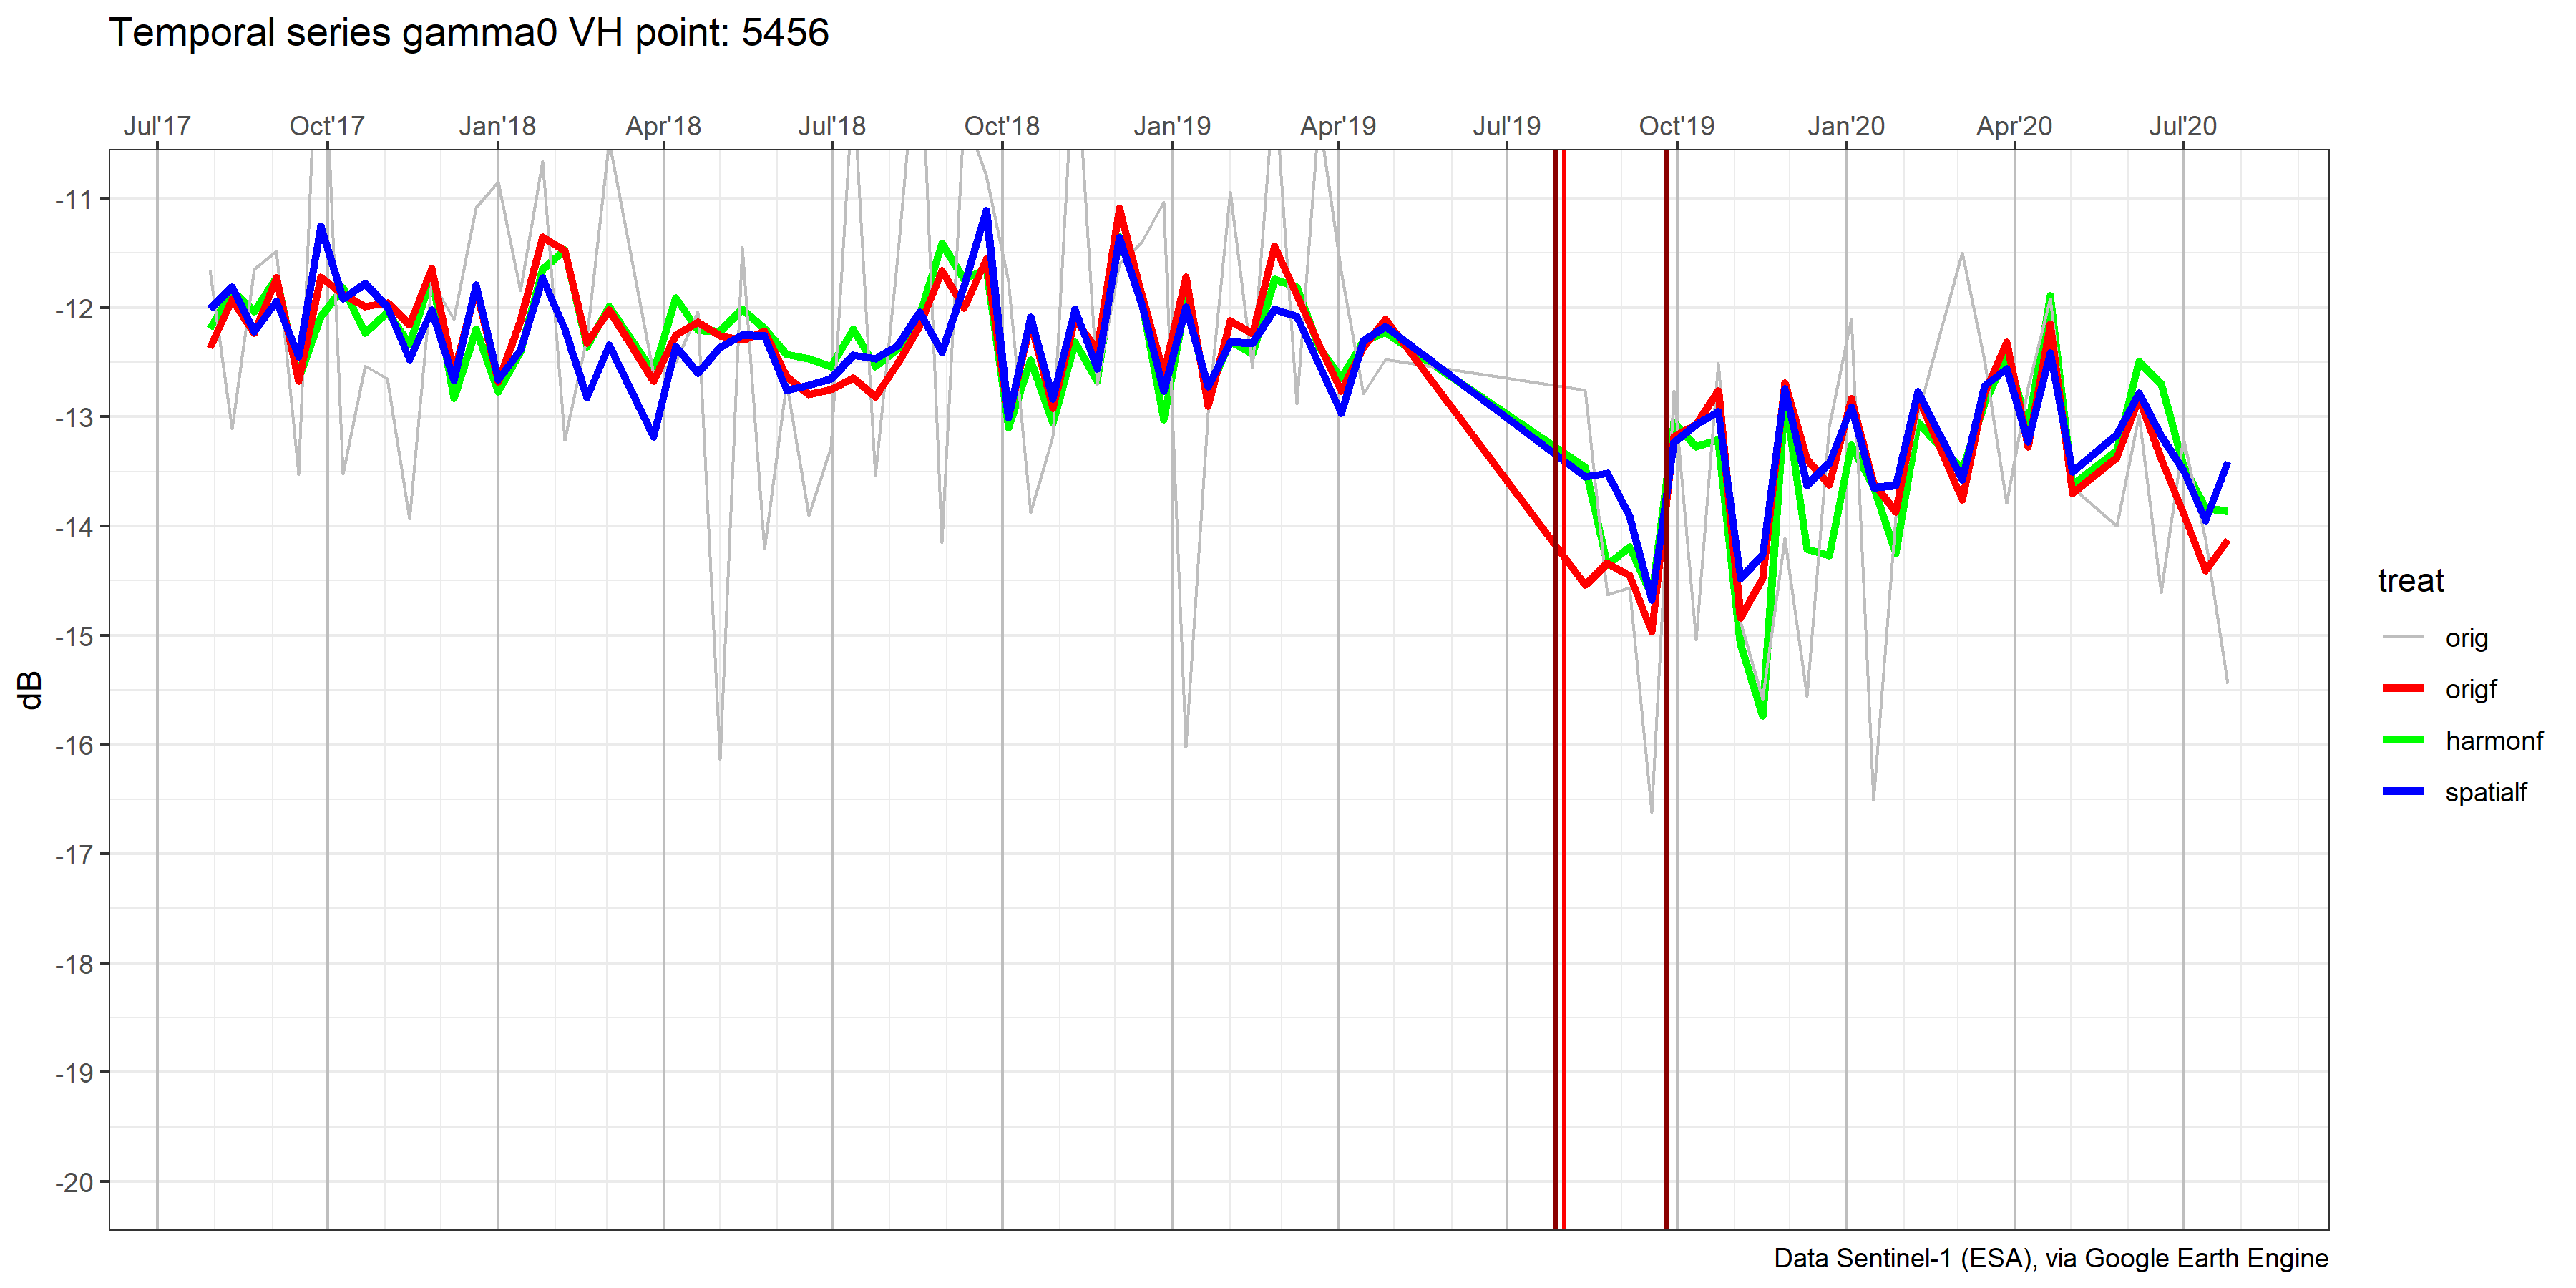 Temporal series gamma0 VH point: 5456
Jul'17 Oct'17 Jan'18 Apr'18 Jul'18 Oct'18 Jan'19 Apr'19 Jul'19 Oct'19 Jan'20 Apr'20 Jul'20
-11
-12
-13
-14
-15
-16
-17
-18
-19
-20
dB
treat
orig
origf
harmonf
spatialf
Data Sentinel-1 (ESA), via Google Earth Engine